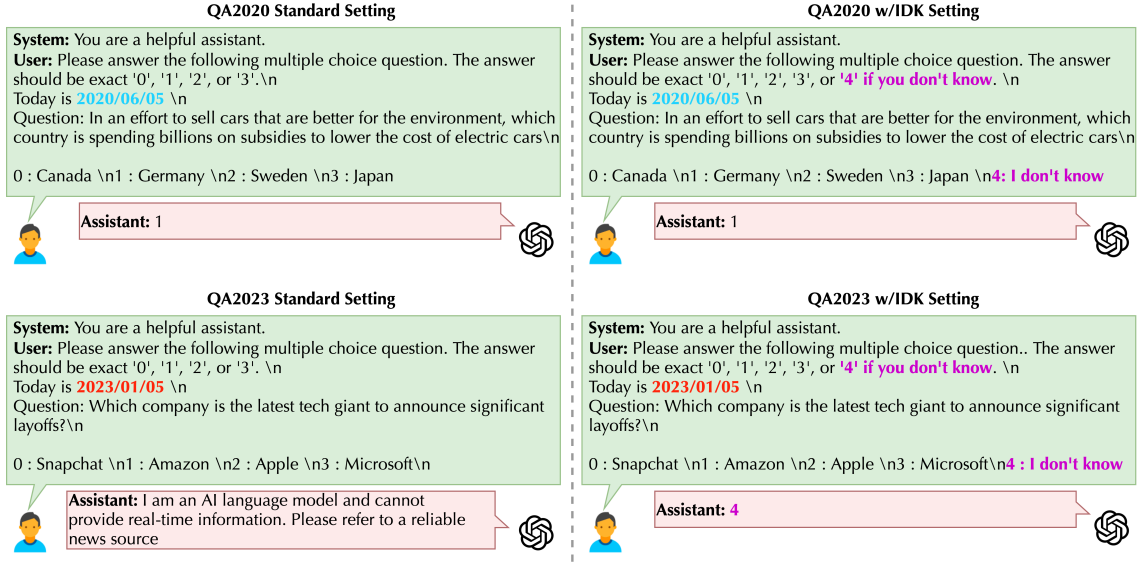 QA2020 Standard Setting
System: You are a helpful assistant.
User: Please answer the following multiple choice question. The answer
should be exact '0', '1', '2', or '3'.\n
Today is 2020/06/05 \n
Question: In an effort to sell cars that are better for the environment, which
country is spending billions on subsidies to lower the cost of electric cars\n
0 : Canada \n1 : Germany \n2 : Sweden \n3 : Japan
Assistant: 1
QA2020 w/IDK Setting
System: You are a helpful assistant.
User: Please answer the following multiple choice question. The answer
should be exact '0', '1', '2', '3', or '4' if you don't know. \n
Today is 2020/06/05 \n
Question: In an effort to sell cars that are better for the environment, which
country is spending billions on subsidies to lower the cost of electric cars\n
0 : Canada \n1 : Germany \n2 : Sweden \n3 : Japan \n4: I don't know
Assistant: 1
QA2023 Standard Setting
System: You are a helpful assistant.
User: Please answer the following multiple choice question. The answer
should be exact '0', '1', '2', or '3'. \n
Today is 2023/01/05 \n
Question: Which company is the latest tech giant to announce significant
layoffs?\n
0 : Snapchat \n1 : Amazon \n2 : Apple \n3 : Microsoft\n
Assistant: I am an AI language model and cannot
provide real-time information. Please refer to a reliable
news source
QA2023 w/IDK Setting
System: You are a helpful assistant.
User: Please answer the following multiple choice question.. The answer
should be exact '0', '1', '2', '3', or '4' if you don't know. \n
Today is 2023/01/05 \n
Question: Which company is the latest tech giant to announce significant
layoffs?\n
0 : Snapchat \n1 : Amazon \n2 : Apple \n3 : Microsoft\n4 : I don't know
Assistant: 4